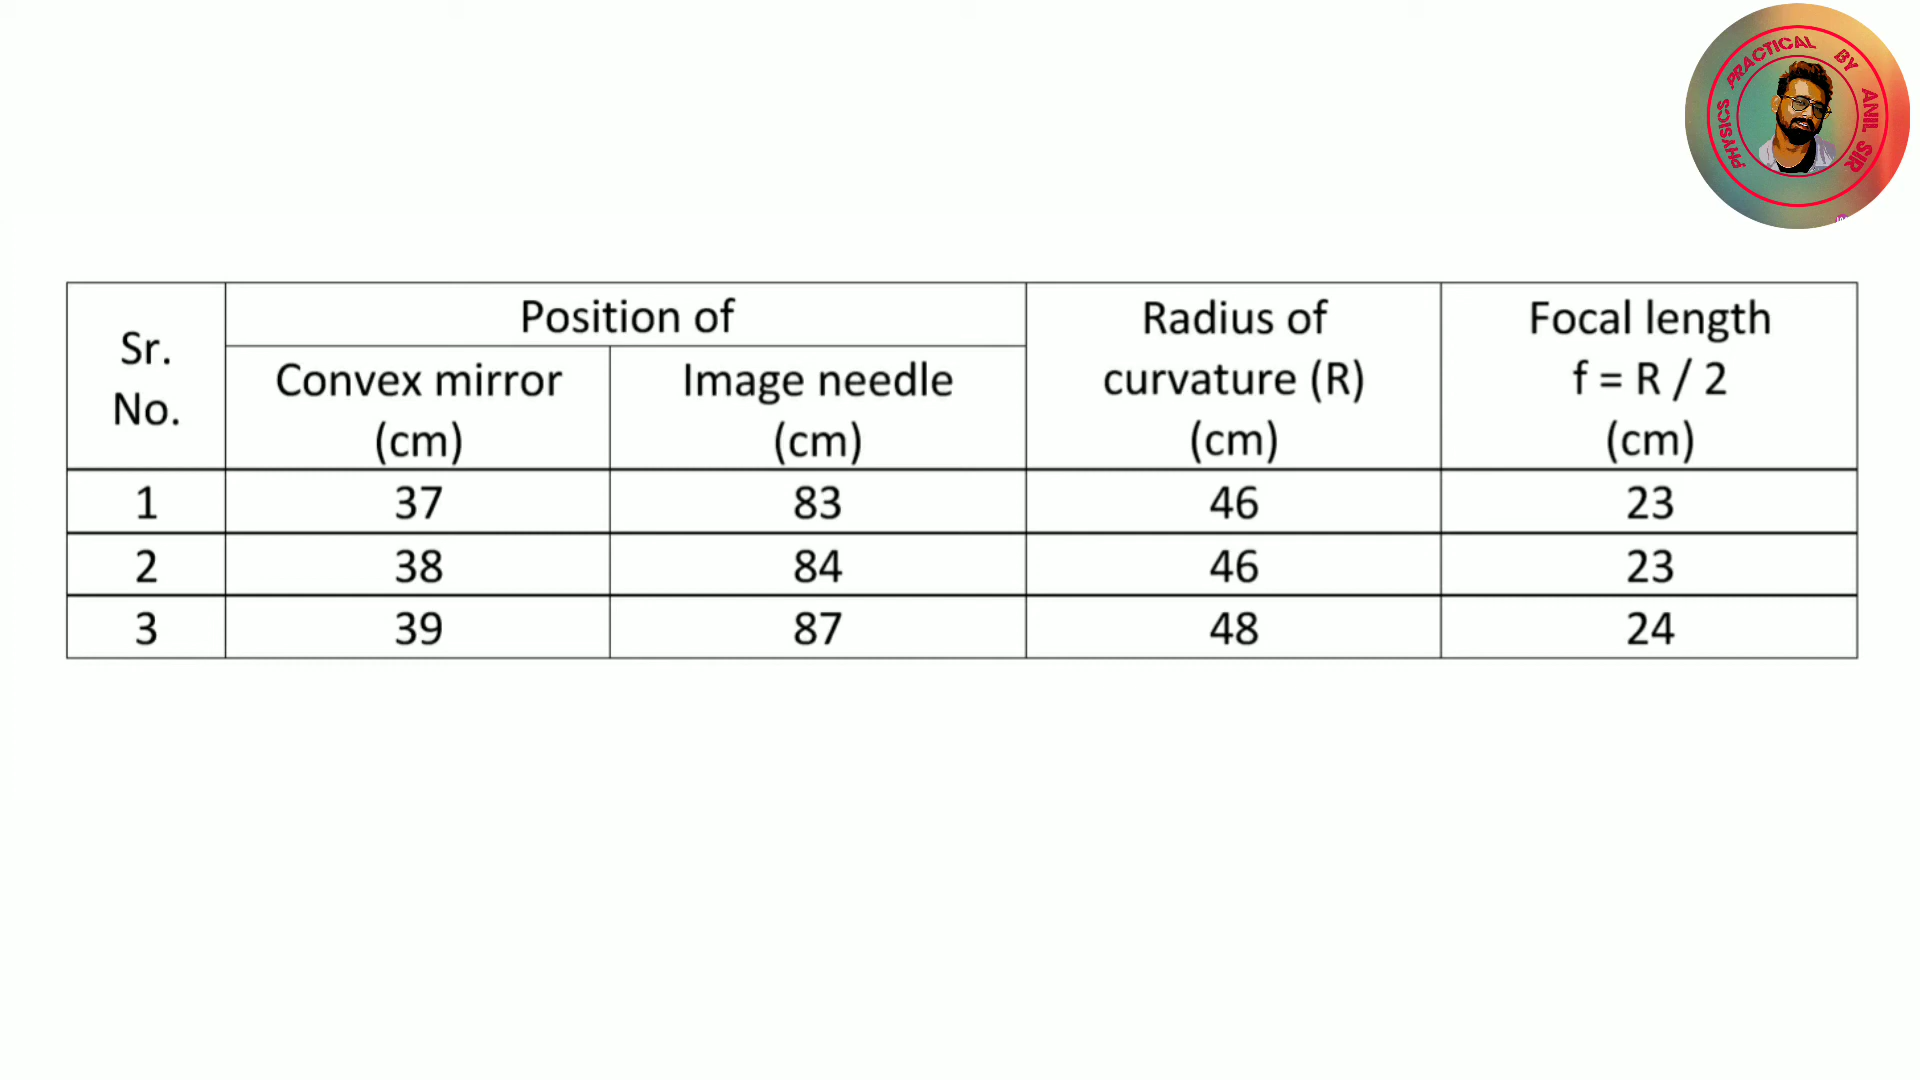 PHYSICS PRACTICAL BY ANIL SIR
Sr. No.
Position of
Convex mirror (cm)
Image needle (cm)
Radius of curvature (R) (cm)
Focal length f = R / 2 (cm)
1 37 83 46 23
2 38 84 46 23
3 39 87 48 24